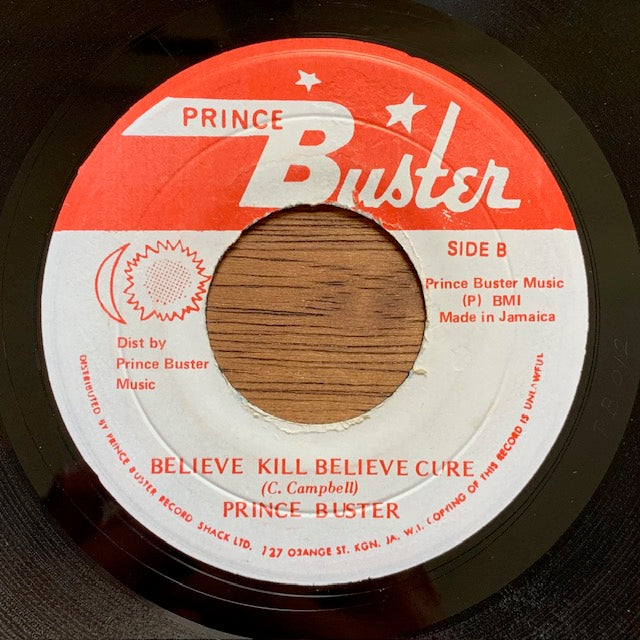 PRINCE
Buster
SIDE B
Prince Buster Music
(P) BMI
Made in Jamaica
Dist by
Prince Buster
Music
BELIEVE KILL BELIEVE CURE
(C. Campbell)
PRINCE BUSTER
DISTRIBUTED BY PRINCE BUSTER RECORD SHACK LTD. 127 ORANGE ST. KGN. JA. W.I. COPYING OF THIS RECORD IS UNLAWFUL